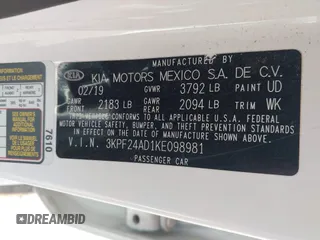 KIA KIA MOTORS MEXICO S.A. DE C.V.
02/19 GVWR 3792 LB PAINT UD
GAWR FRONT 2183 LB GAWR REAR 2094 LB TRIM WK
THIS VEHICLE CONFORMS TO ALL APPLICABLE U.S.A. FEDERAL
MOTOR VEHICLE SAFETY, BUMPER, AND THEFT PREVENTION
STANDARDS IN EFFECT ON THE DATE OF MANUFACTURE SHOWN ABOVE.
V.I.N. 3KPF24AD1KE098981
PASSENGER CAR
7610
©DREAMBID